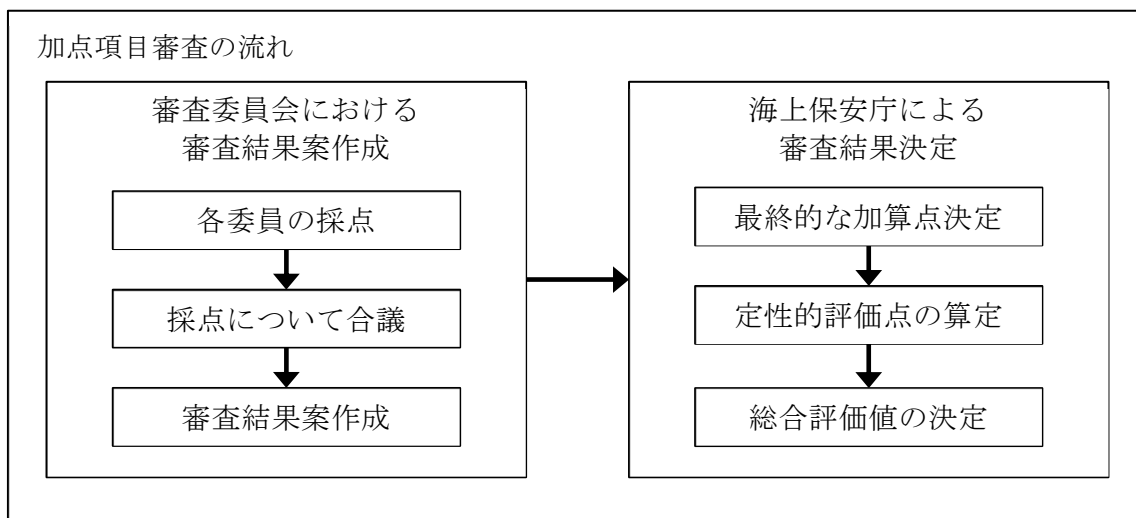 加点項目審査の流れ
審査委員会における
審査結果案作成
各委員の採点
採点について合議
審査結果案作成
海上保安庁による
審査結果決定
最終的な加算点決定
定性的評価点の算定
総合評価値の決定